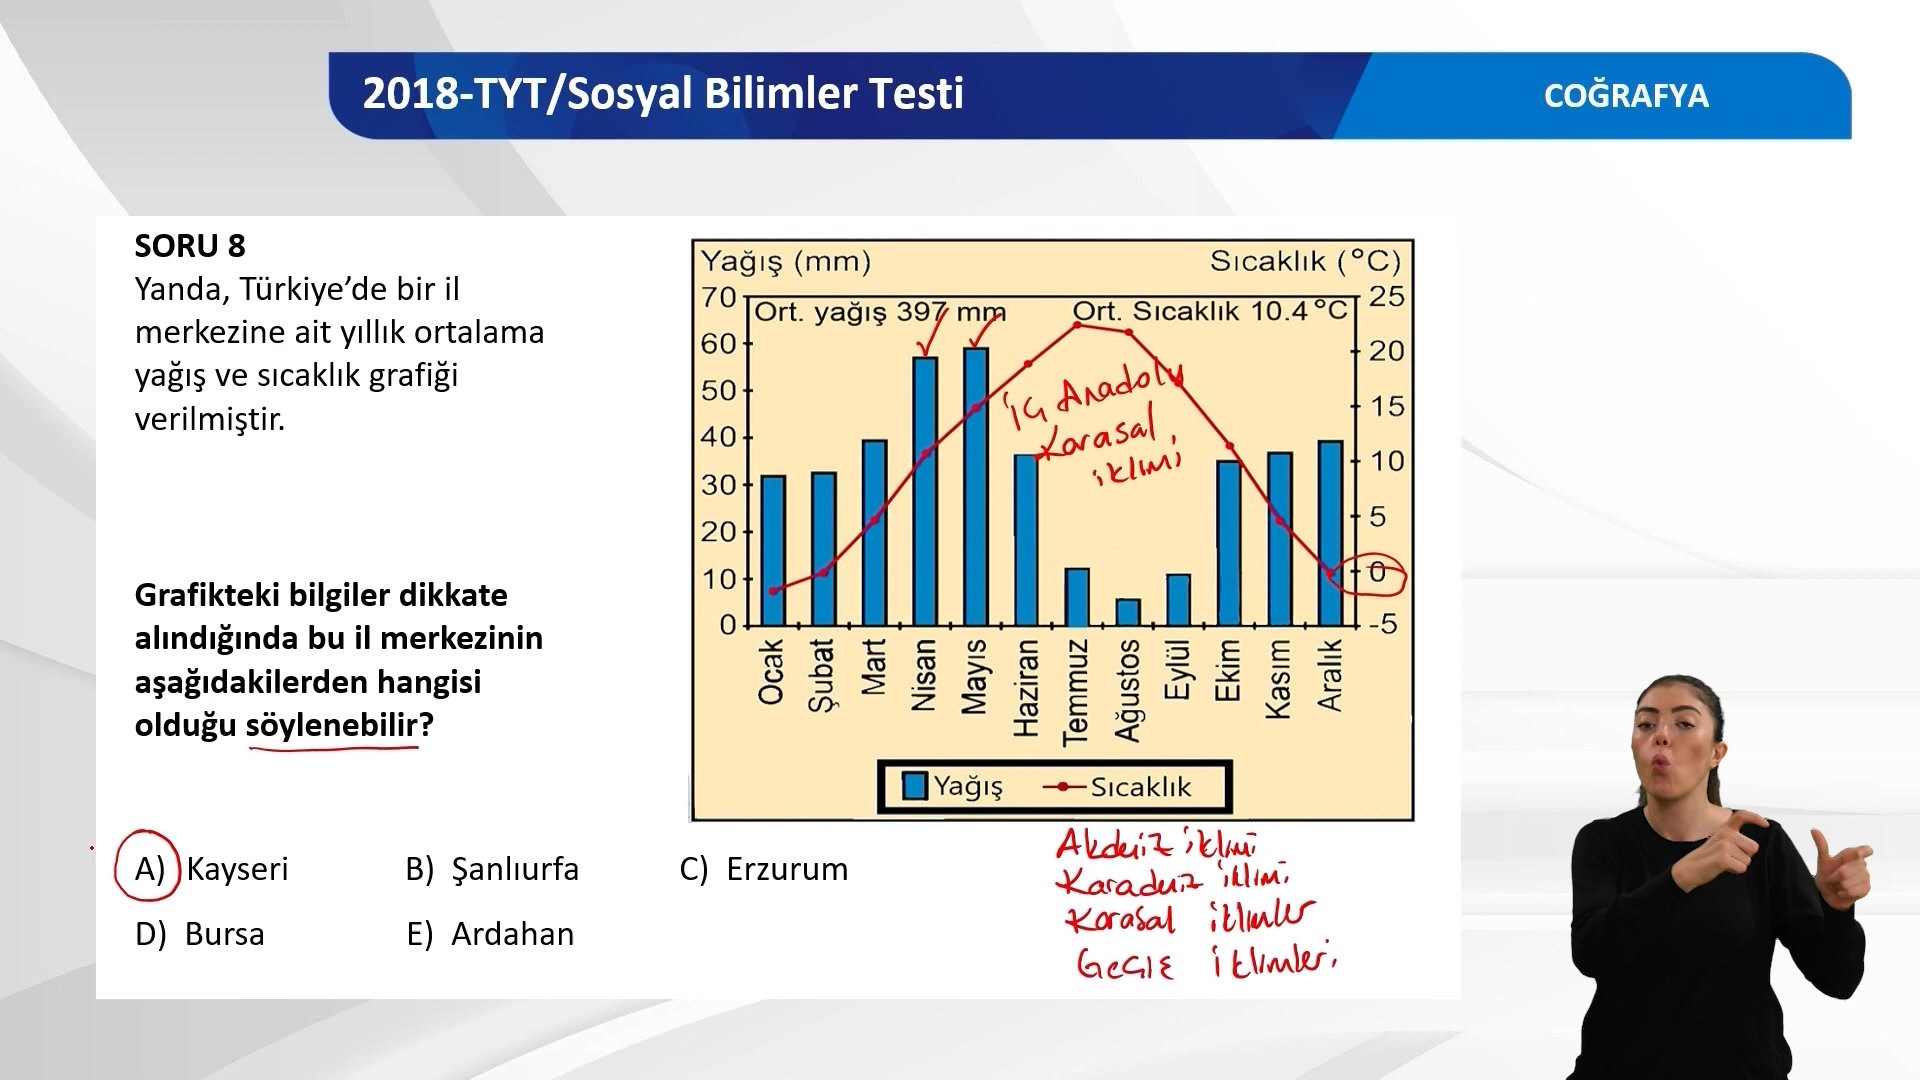 2018-TYT/Sosyal Bilimler Testi
COĞRAFYA
SORU 8
Yanda, Türkiye’de bir il
merkezine ait yıllık ortalama
yağış ve sıcaklık grafiği
verilmiştir.
Grafikteki bilgiler dikkate
alındığında bu il merkezinin
aşağıdakilerden hangisi
olduğu söylenebilir?
A) Kayseri
B) Şanlıurfa
C) Erzurum
D) Bursa
E) Ardahan
Yağış (mm)
Sıcaklık (°C)
Ort. yağış 397 mm
Ort. Sıcaklık 10.4°C
70
60
50
40
30
20
10
0
25
20
15
10
5
0
-5
İç Anadolu
Karasal
iklimi
Ocak
Şubat
Mart
Nisan
Mayıs
Haziran
Temmuz
Ağustos
Eylül
Ekim
Kasım
Aralık
Yağış
Sıcaklık
Akdeniz iklimi
Karadeniz iklimi
Karasal iklimler
Geçiş iklimleri